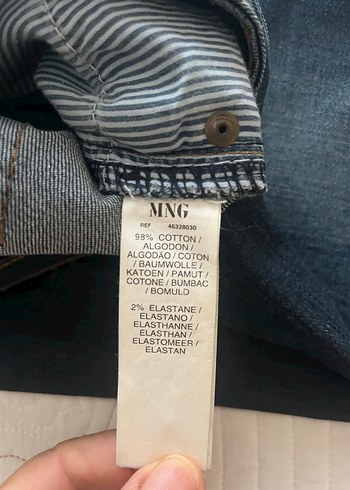 MNG
REF 46328030
98% COTTON /
ALGODON /
ALGODÃO / COTON
/ BAUMWOLLE /
KATOEN / PAMUT /
COTONE / BUMBAC
/ BOMULD
2% ELASTANE /
ELASTANO /
ELASTHANNE /
ELASTHAN /
ELASTOMEER /
ELASTAN